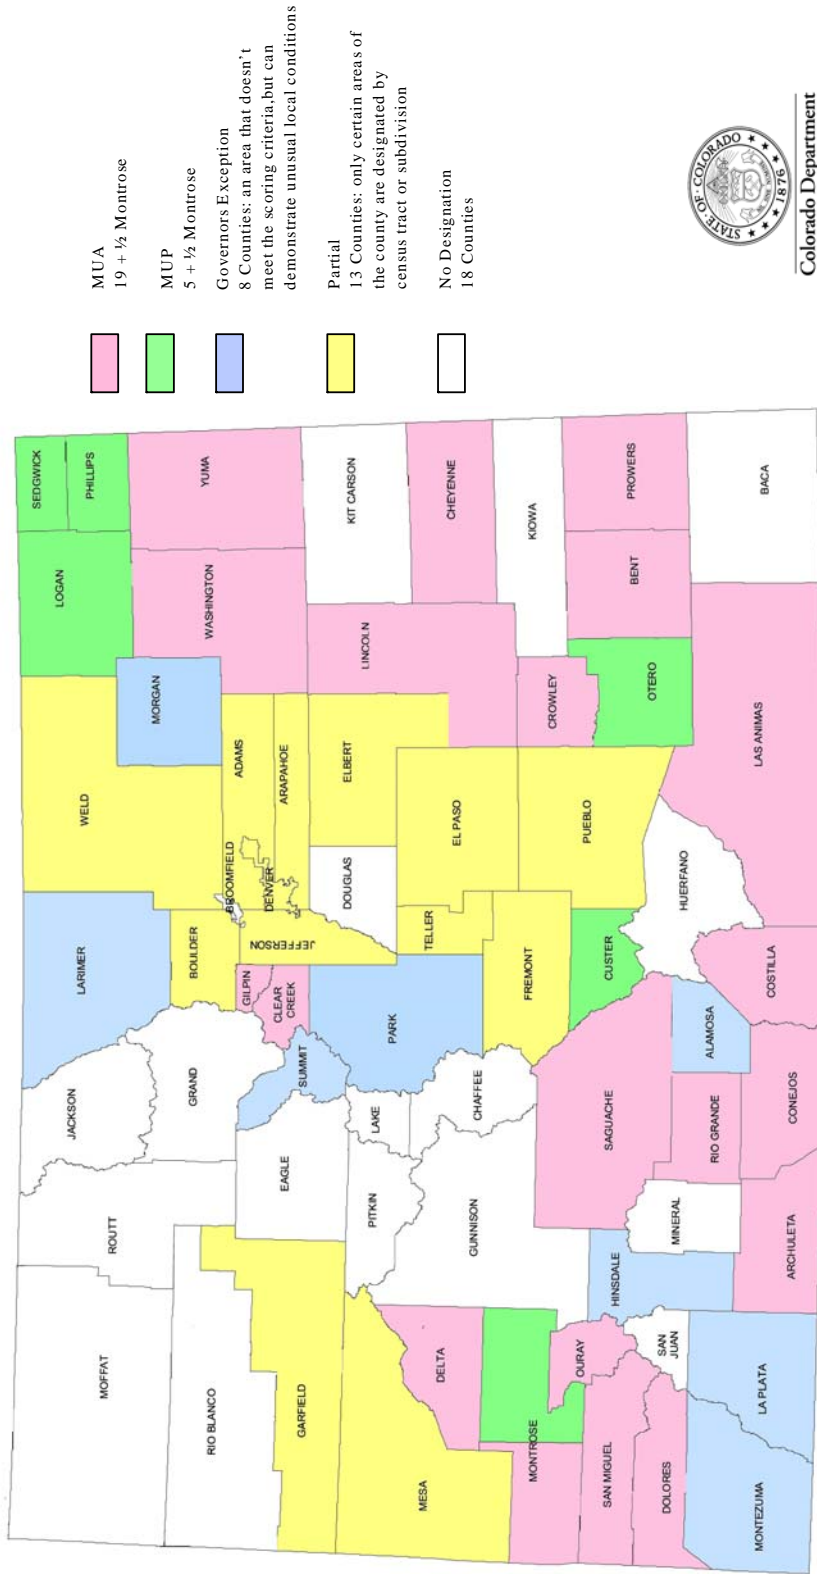 MUA
19 + ½ Montrose
MUP
5 + ½ Montrose
Governors Exception
8 Counties: an area that doesn't
meet the scoring criteria,but can
demonstrate unusual local conditions
Partial
13 Counties: only certain areas of
the county are designated by
census tract or subdivision
No Designation
18 Counties
STATE · OF · COLORADO
1876
Colorado Department
MOFFAT
ROUTT
JACKSON
LARIMER
WELD
LOGAN
SEDGWICK
PHILLIPS
MORGAN
RIO BLANCO
GRAND
BOULDER
BROOMFIELD
ADAMS
WASHINGTON
YUMA
GARFIELD
EAGLE
SUMMIT
GILPIN
CLEAR
CREEK
JEFFERSON
DENVER
ARAPAHOE
MESA
PITKIN
LAKE
PARK
DOUGLAS
ELBERT
LINCOLN
KIT CARSON
DELTA
GUNNISON
CHAFFEE
TELLER
EL PASO
CHEYENNE
MONTROSE
FREMONT
PUEBLO
CROWLEY
KIOWA
OURAY
SAN MIGUEL
HINSDALE
SAGUACHE
CUSTER
OTERO
BENT
PROWERS
DOLORES
SAN
JUAN
MINERAL
RIO GRANDE
ALAMOSA
HUERFANO
MONTEZUMA
LA PLATA
ARCHULETA
CONEJOS
COSTILLA
LAS ANIMAS
BACA